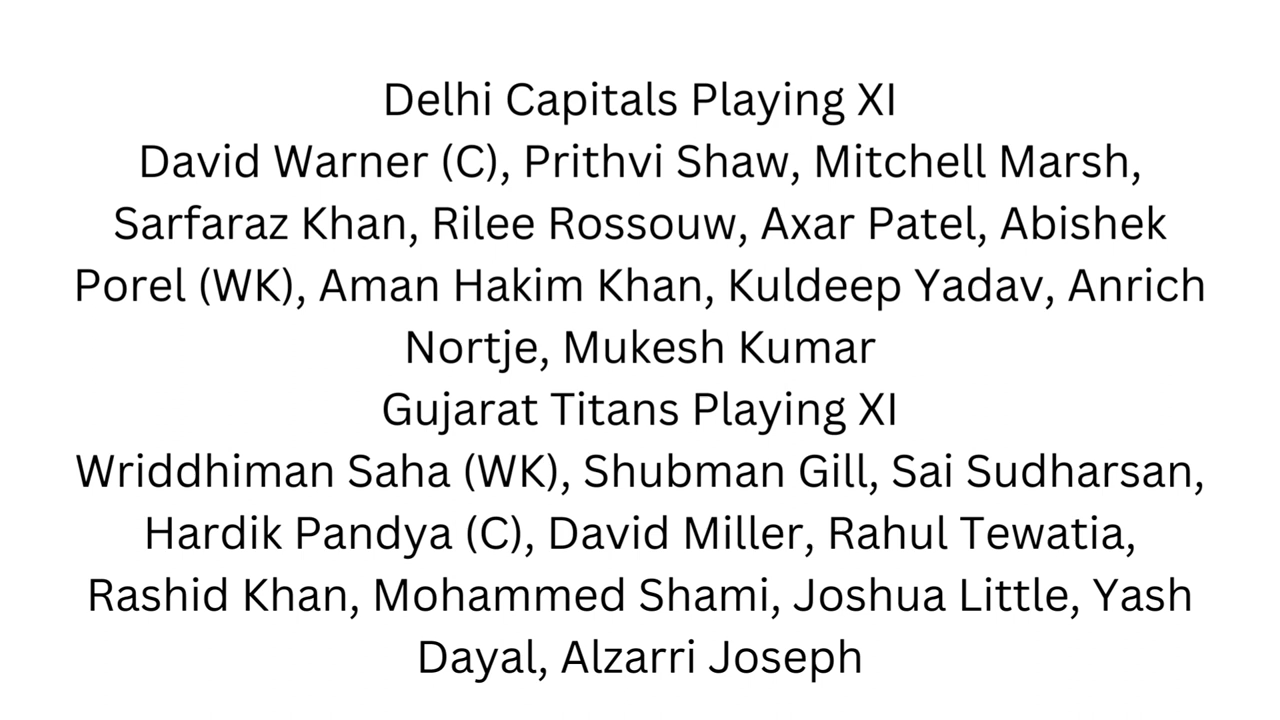 Delhi Capitals Playing XI
David Warner (C), Prithvi Shaw, Mitchell Marsh,
Sarfaraz Khan, Rilee Rossouw, Axar Patel, Abishek
Porel (WK), Aman Hakim Khan, Kuldeep Yadav, Anrich
Nortje, Mukesh Kumar
Gujarat Titans Playing XI
Wriddhiman Saha (WK), Shubman Gill, Sai Sudharsan,
Hardik Pandya (C), David Miller, Rahul Tewatia,
Rashid Khan, Mohammed Shami, Joshua Little, Yash
Dayal, Alzarri Joseph